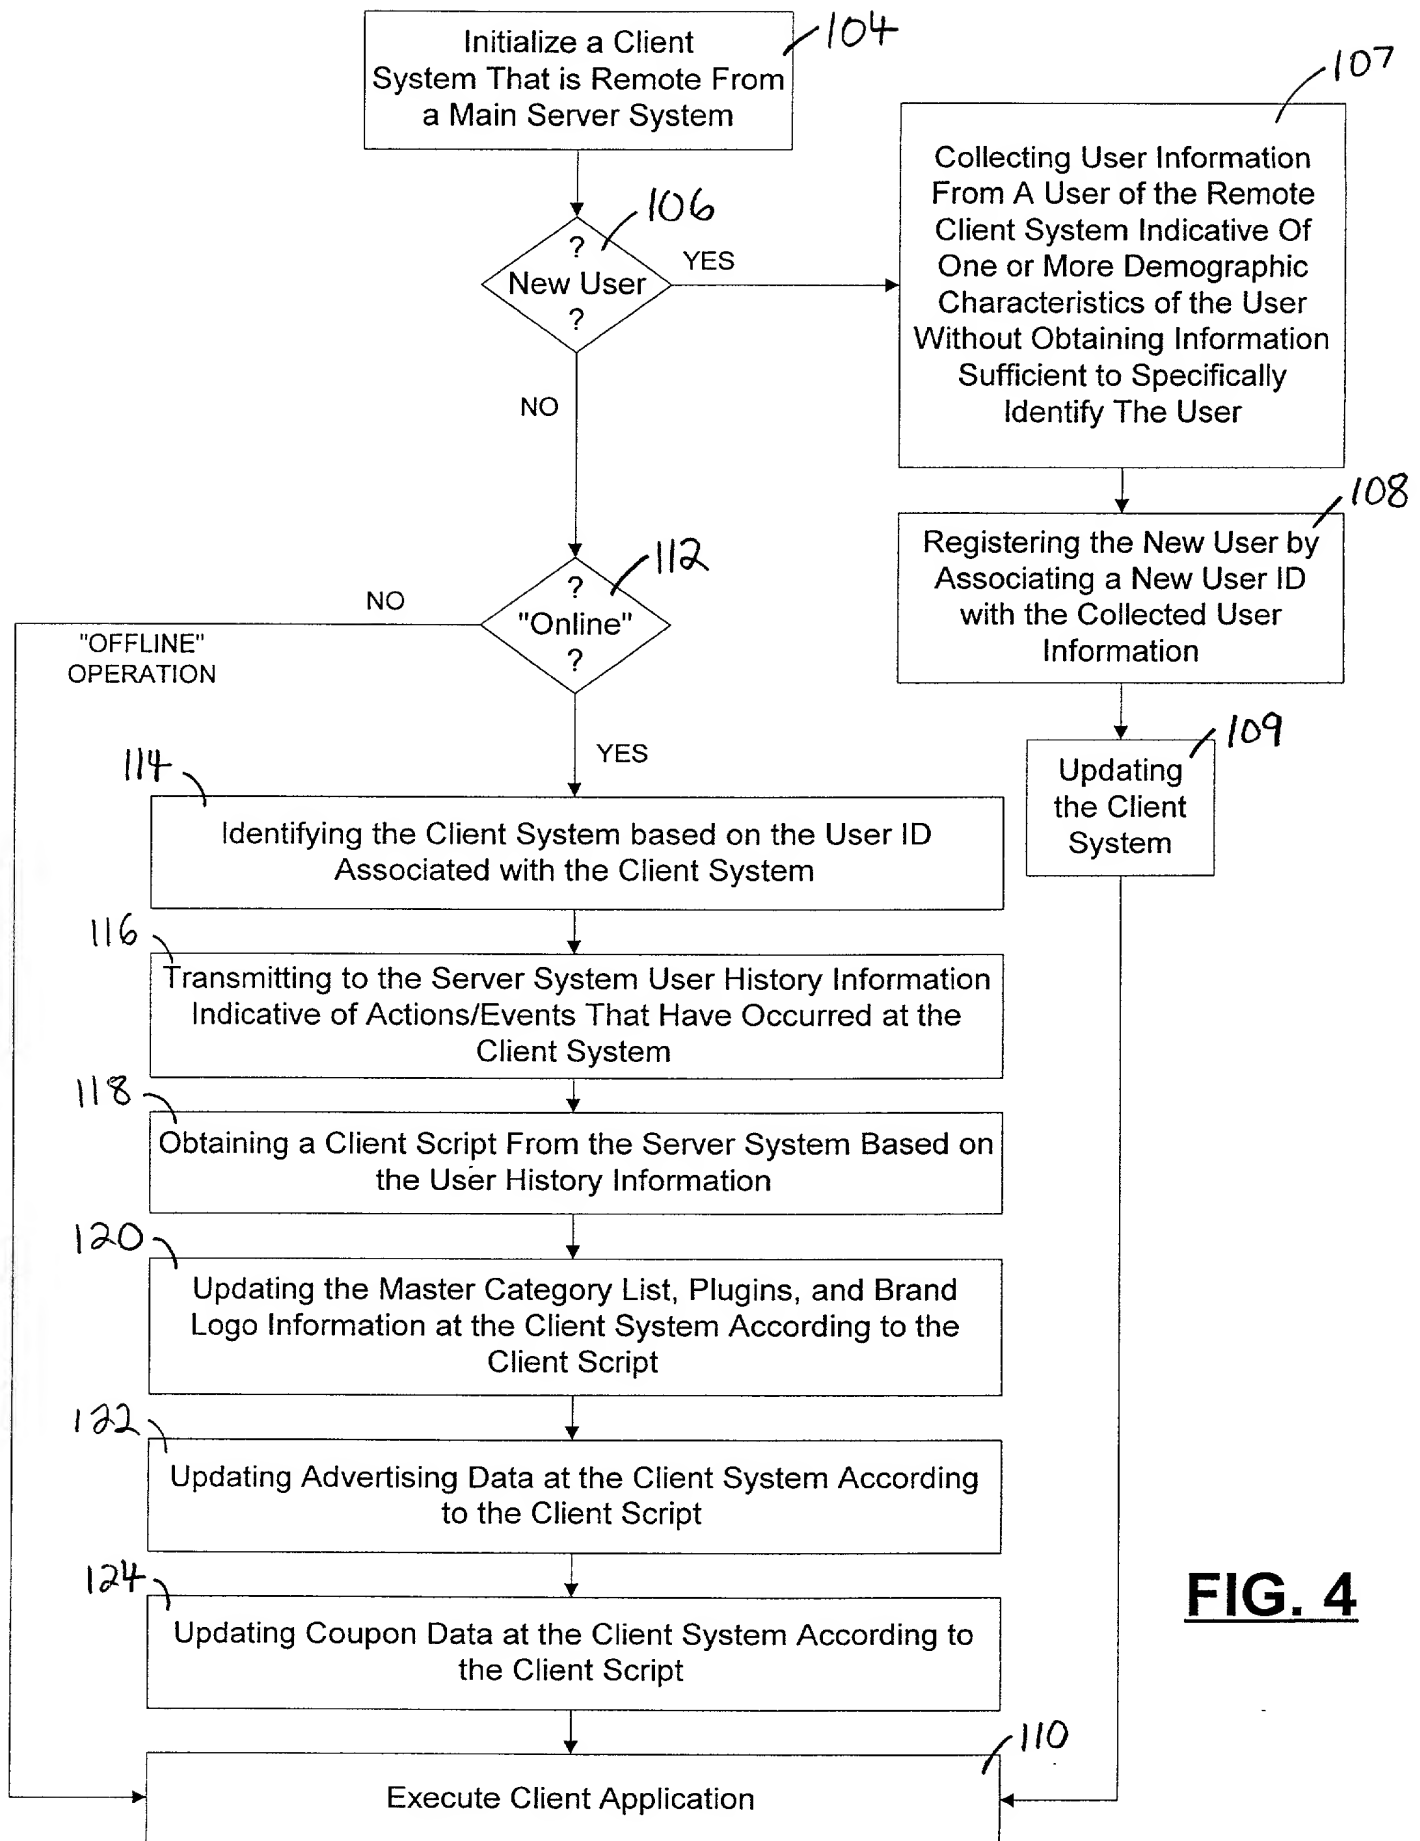 Initialize a Client
System That is Remote From
a Main Server System
104
106
?
New User
?
YES
NO
107
Collecting User Information
From A User of the Remote
Client System Indicative Of
One or More Demographic
Characteristics of the User
Without Obtaining Information
Sufficient to Specifically
Identify The User
108
Registering the New User by
Associating a New User ID
with the Collected User
Information
109
Updating
the Client
System
112
?
"Online"
?
NO
"OFFLINE"
OPERATION
YES
114
Identifying the Client System based on the User ID
Associated with the Client System
116
Transmitting to the Server System User History Information
Indicative of Actions/Events That Have Occurred at the
Client System
118
Obtaining a Client Script From the Server System Based on
the User History Information
120
Updating the Master Category List, Plugins, and Brand
Logo Information at the Client System According to the
Client Script
122
Updating Advertising Data at the Client System According
to the Client Script
124
Updating Coupon Data at the Client System According to
the Client Script
110
Execute Client Application
FIG. 4